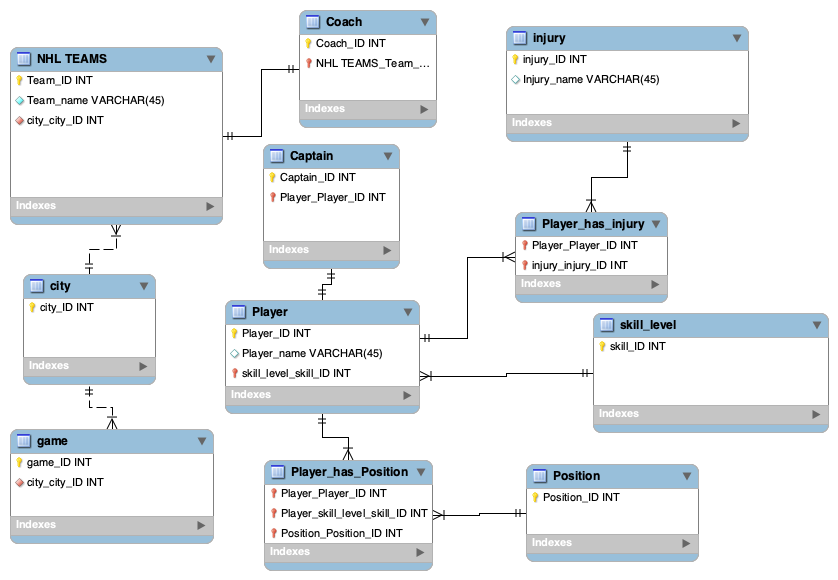 NHL TEAMS
Team_ID INT
Team_name VARCHAR(45)
city_city_ID INT
Indexes
Coach
Coach_ID INT
NHL TEAMS_Team_...
Indexes
injury
injury_ID INT
Injury_name VARCHAR(45)
Indexes
Captain
Captain_ID INT
Player_Player_ID INT
Indexes
Player_has_injury
Player_Player_ID INT
injury_injury_ID INT
Indexes
city
city_ID INT
Indexes
Player
Player_ID INT
Player_name VARCHAR(45)
skill_level_skill_ID INT
Indexes
skill_level
skill_ID INT
Indexes
game
game_ID INT
city_city_ID INT
Indexes
Player_has_Position
Player_Player_ID INT
Player_skill_level_skill_ID INT
Position_Position_ID INT
Indexes
Position
Position_ID INT
Indexes